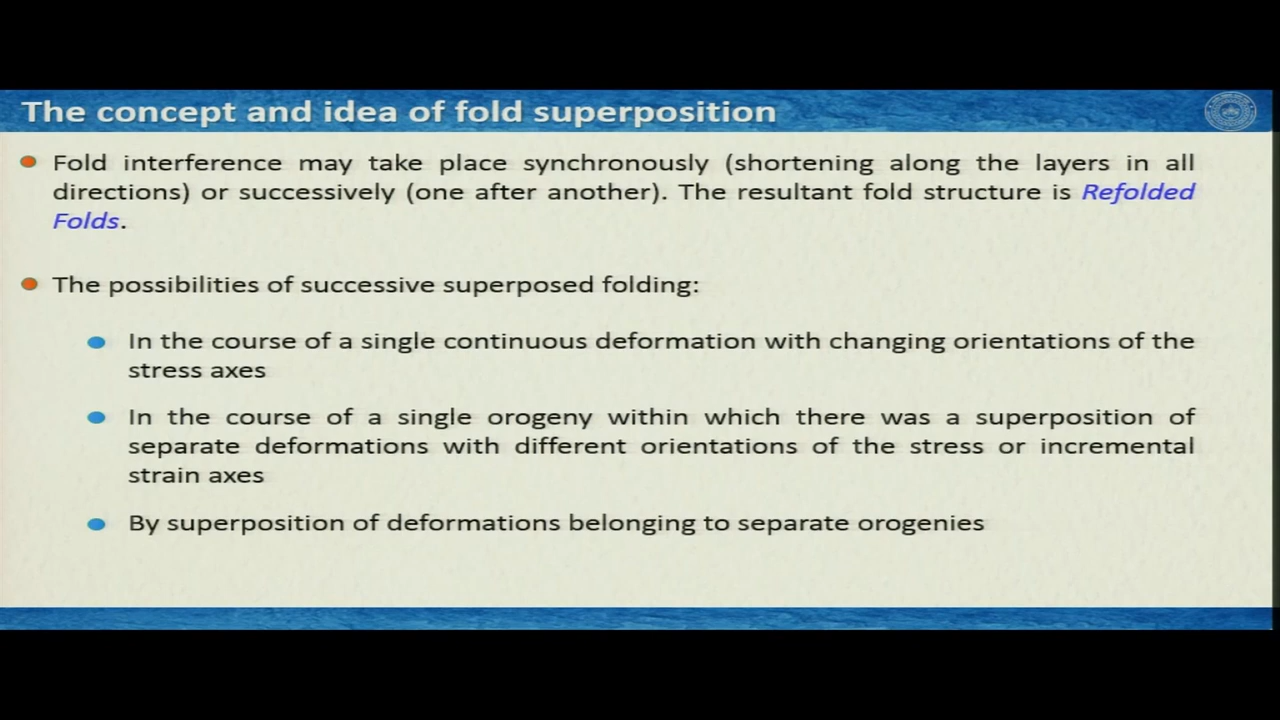 The concept and idea of fold superposition
Fold interference may take place synchronously (shortening along the layers in all
directions) or successively (one after another). The resultant fold structure is Refolded
Folds.
The possibilities of successive superposed folding:
In the course of a single continuous deformation with changing orientations of the
stress axes
In the course of a single orogeny within which there was a superposition of
separate deformations with different orientations of the stress or incremental
strain axes
By superposition of deformations belonging to separate orogenies